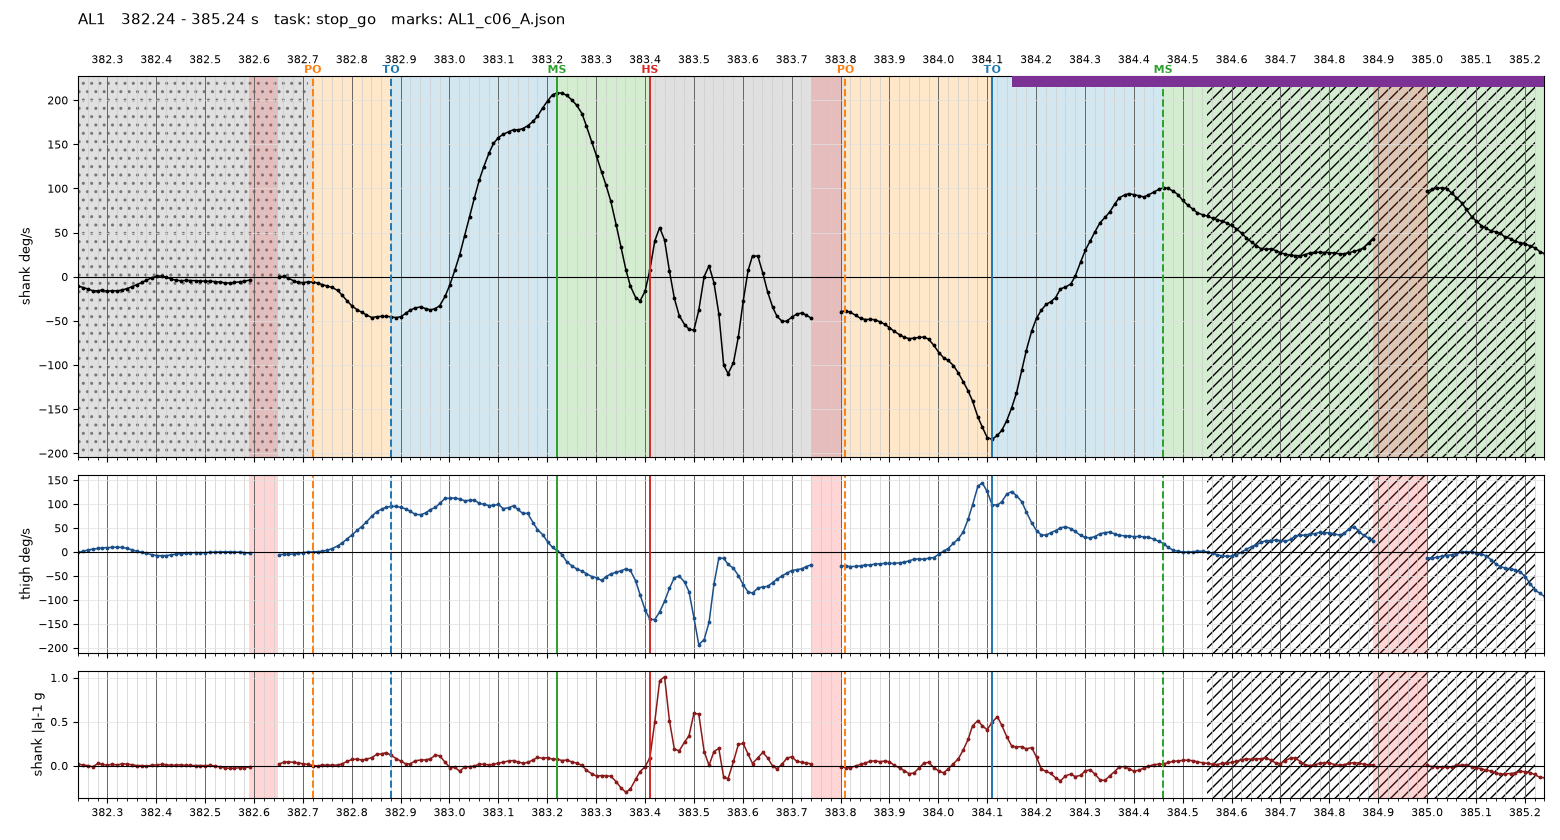 AL1   382.24 - 385.24 s   task: stop_go   marks: AL1_c06_A.json
382.3 382.4 382.5 382.6 382.7 382.8 382.9 383.0 383.1 383.2 383.3 383.4 383.5 383.6 383.7 383.8 383.9 384.0 384.1 384.2 384.3 384.4 384.5 384.6 384.7 384.8 384.9 385.0 385.1 385.2
PO TO MS HS PO TO MS
shank deg/s
200
150
100
50
0
−50
−100
−150
−200
thigh deg/s
150
100
50
0
−50
−100
−150
−200
shank |a|-1 g
1.0
0.5
0.0
382.3 382.4 382.5 382.6 382.7 382.8 382.9 383.0 383.1 383.2 383.3 383.4 383.5 383.6 383.7 383.8 383.9 384.0 384.1 384.2 384.3 384.4 384.5 384.6 384.7 384.8 384.9 385.0 385.1 385.2